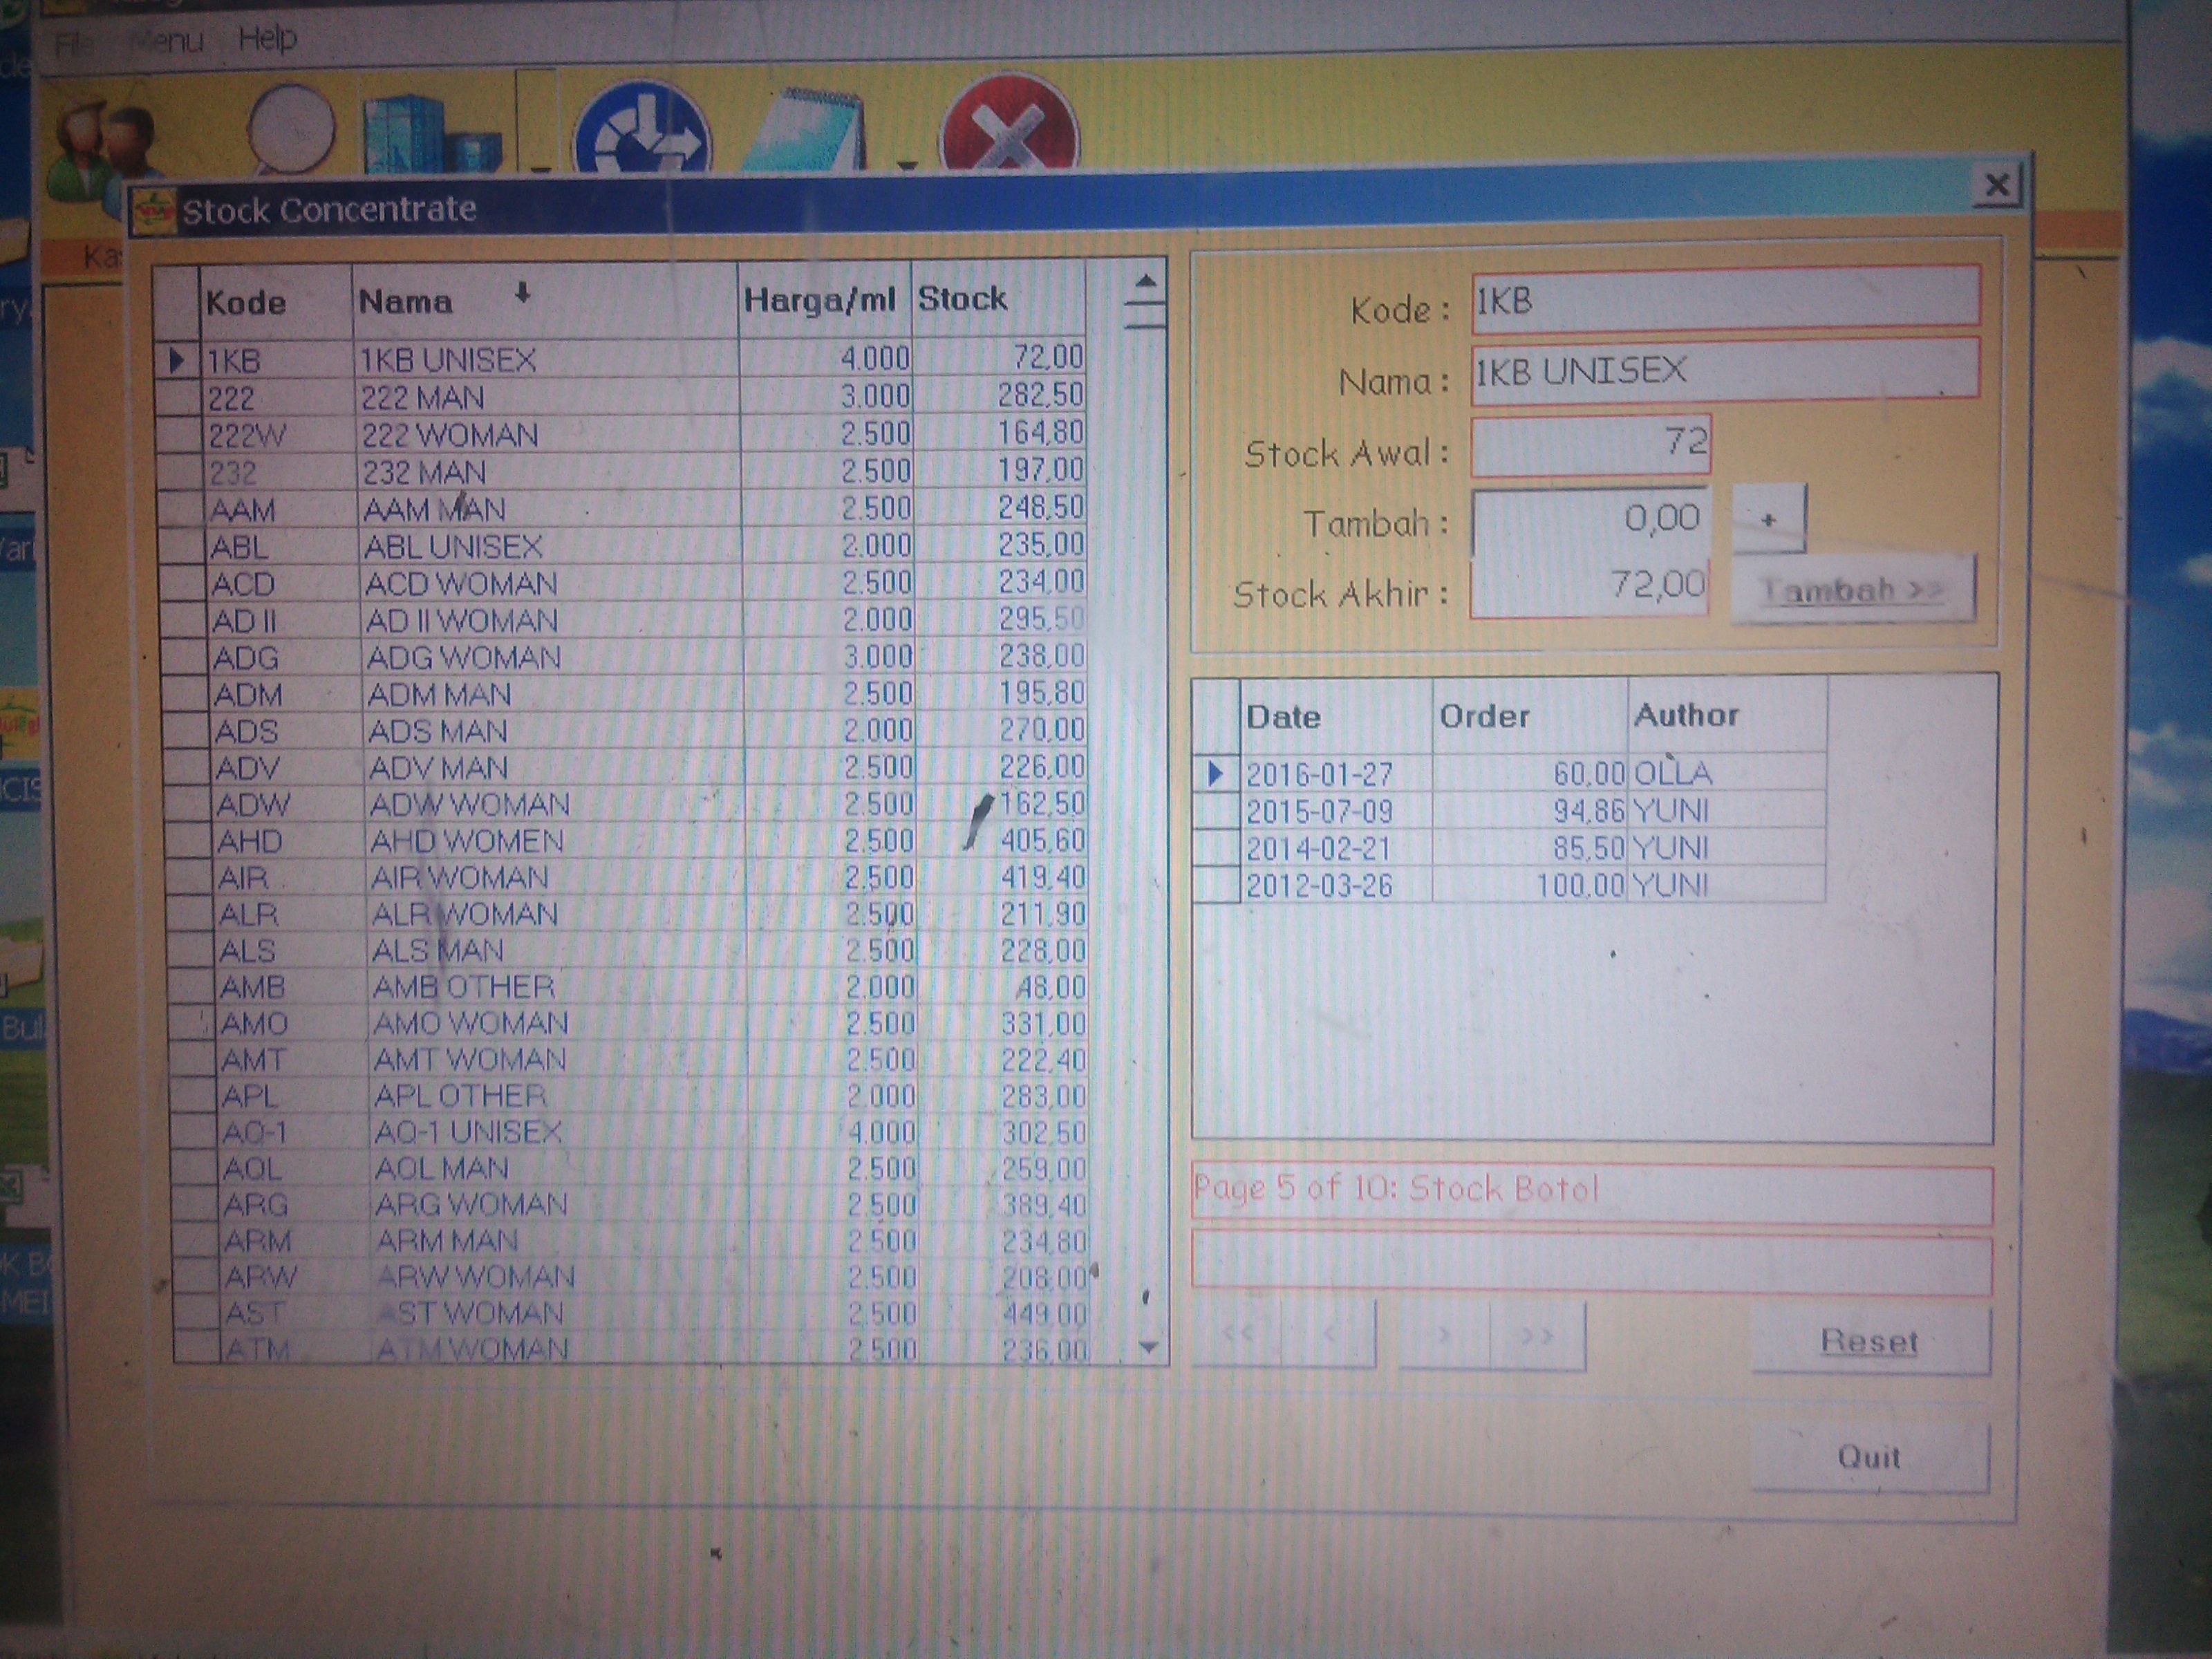 File Menu Help
Stock Concentrate
Kode Nama Harga/ml Stock
1KB 1KB UNISEX 4.000 72,00
222 222 MAN 3.000 282,50
222W 222 WOMAN 2.500 164,80
232 232 MAN 2.500 197,00
AAM AAM MAN 2.500 248,50
ABL ABL UNISEX 2.000 235,00
ACD ACD WOMAN 2.500 234,00
AD II AD II WOMAN 2.000 295,50
ADG ADG WOMAN 3.000 238,00
ADM ADM MAN 2.500 195,80
ADS ADS MAN 2.000 270,00
ADV ADV MAN 2.500 226,00
ADW ADW WOMAN 2.500 162,50
AHD AHD WOMEN 2.500 405,60
AIR AIR WOMAN 2.500 419,40
ALR ALR WOMAN 2.500 211,90
ALS ALS MAN 2.500 228,00
AMB AMB OTHER 2.000 48,00
AMO AMO WOMAN 2.500 331,00
AMT AMT WOMAN 2.500 222,40
APL APL OTHER 2.000 283,00
AQ-1 AQ-1 UNISEX 4.000 302,50
AQL AQL MAN 2.500 259,00
ARG ARG WOMAN 2.500 389,40
ARM ARM MAN 2.500 234,80
ARW ARW WOMAN 2.500 208,00
AST AST WOMAN 2.500 449,00
ATM ATM WOMAN 2.500 236,00
Kode : 1KB
Nama : 1KB UNISEX
Stock Awal : 72
Tambah : 0,00 +
Stock Akhir : 72,00 Tambah >>
Date Order Author
2016-01-27 60,00 OLLA
2015-07-09 94,86 YUNI
2014-02-21 85,50 YUNI
2012-03-26 100,00 YUNI
Page 5 of 10: Stock Botol
<< < > >> Reset
Quit